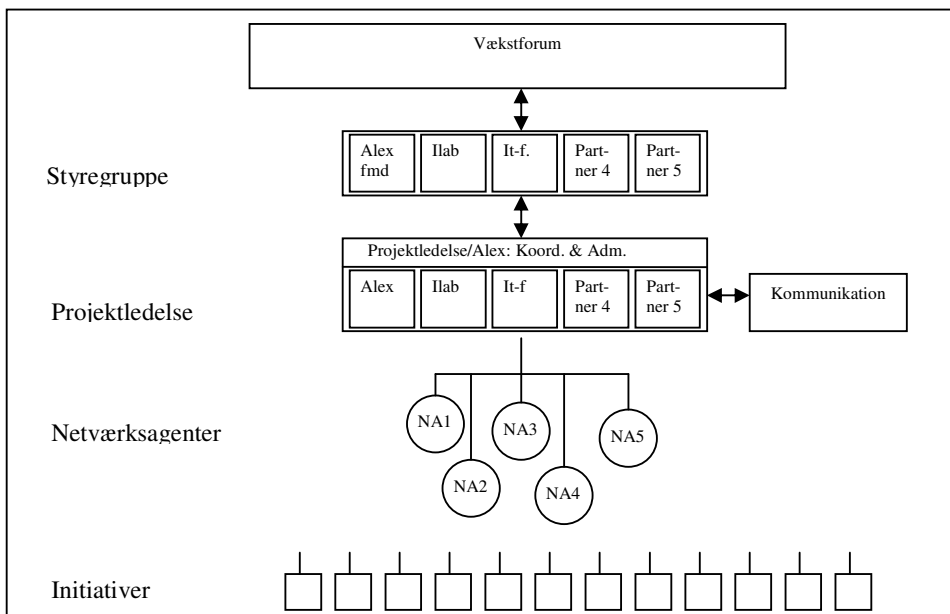 Vækstforum
Styregruppe
Alex
fmd
Ilab
It-f.
Part-
ner 4
Part-
ner 5
Projektledelse
Projektledelse/Alex: Koord. & Adm.
Alex
Ilab
It-f
Part-
ner 4
Part-
ner 5
Kommunikation
Netværksagenter
NA1
NA2
NA3
NA4
NA5
Initiativer